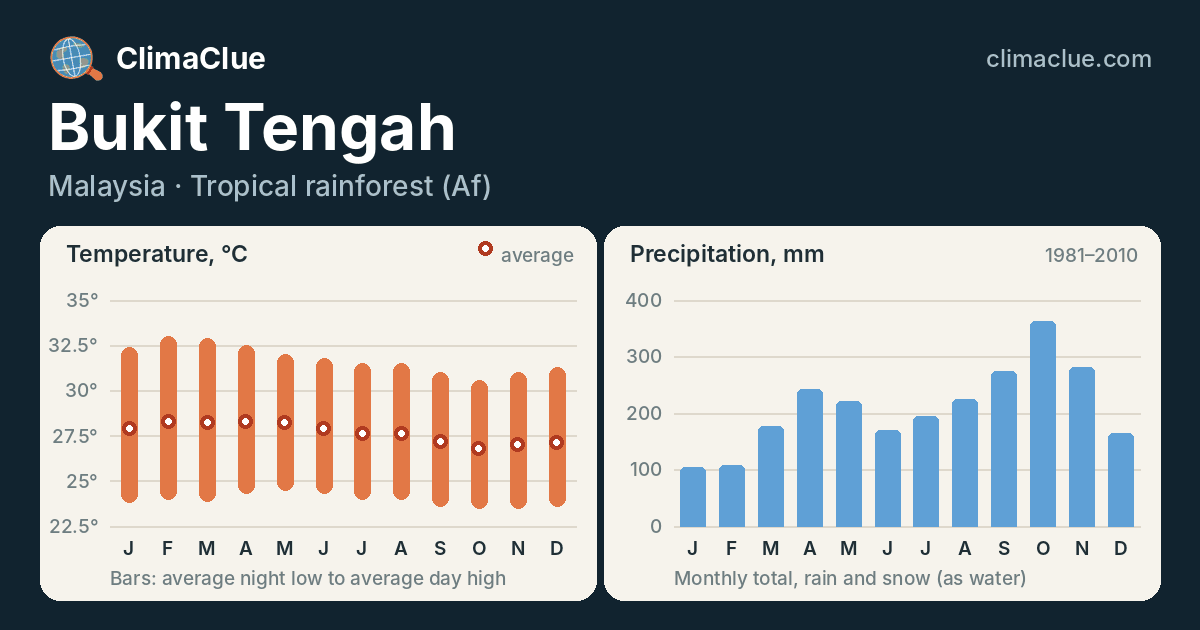 ClimaClue
climaclue.com
Bukit Tengah
Malaysia · Tropical rainforest (Af)
Temperature, °C
average
35°
32.5°
30°
27.5°
25°
22.5°
J F M A M J J A S O N D
Bars: average night low to average day high
Precipitation, mm
1981–2010
400
300
200
100
0
J F M A M J J A S O N D
Monthly total, rain and snow (as water)